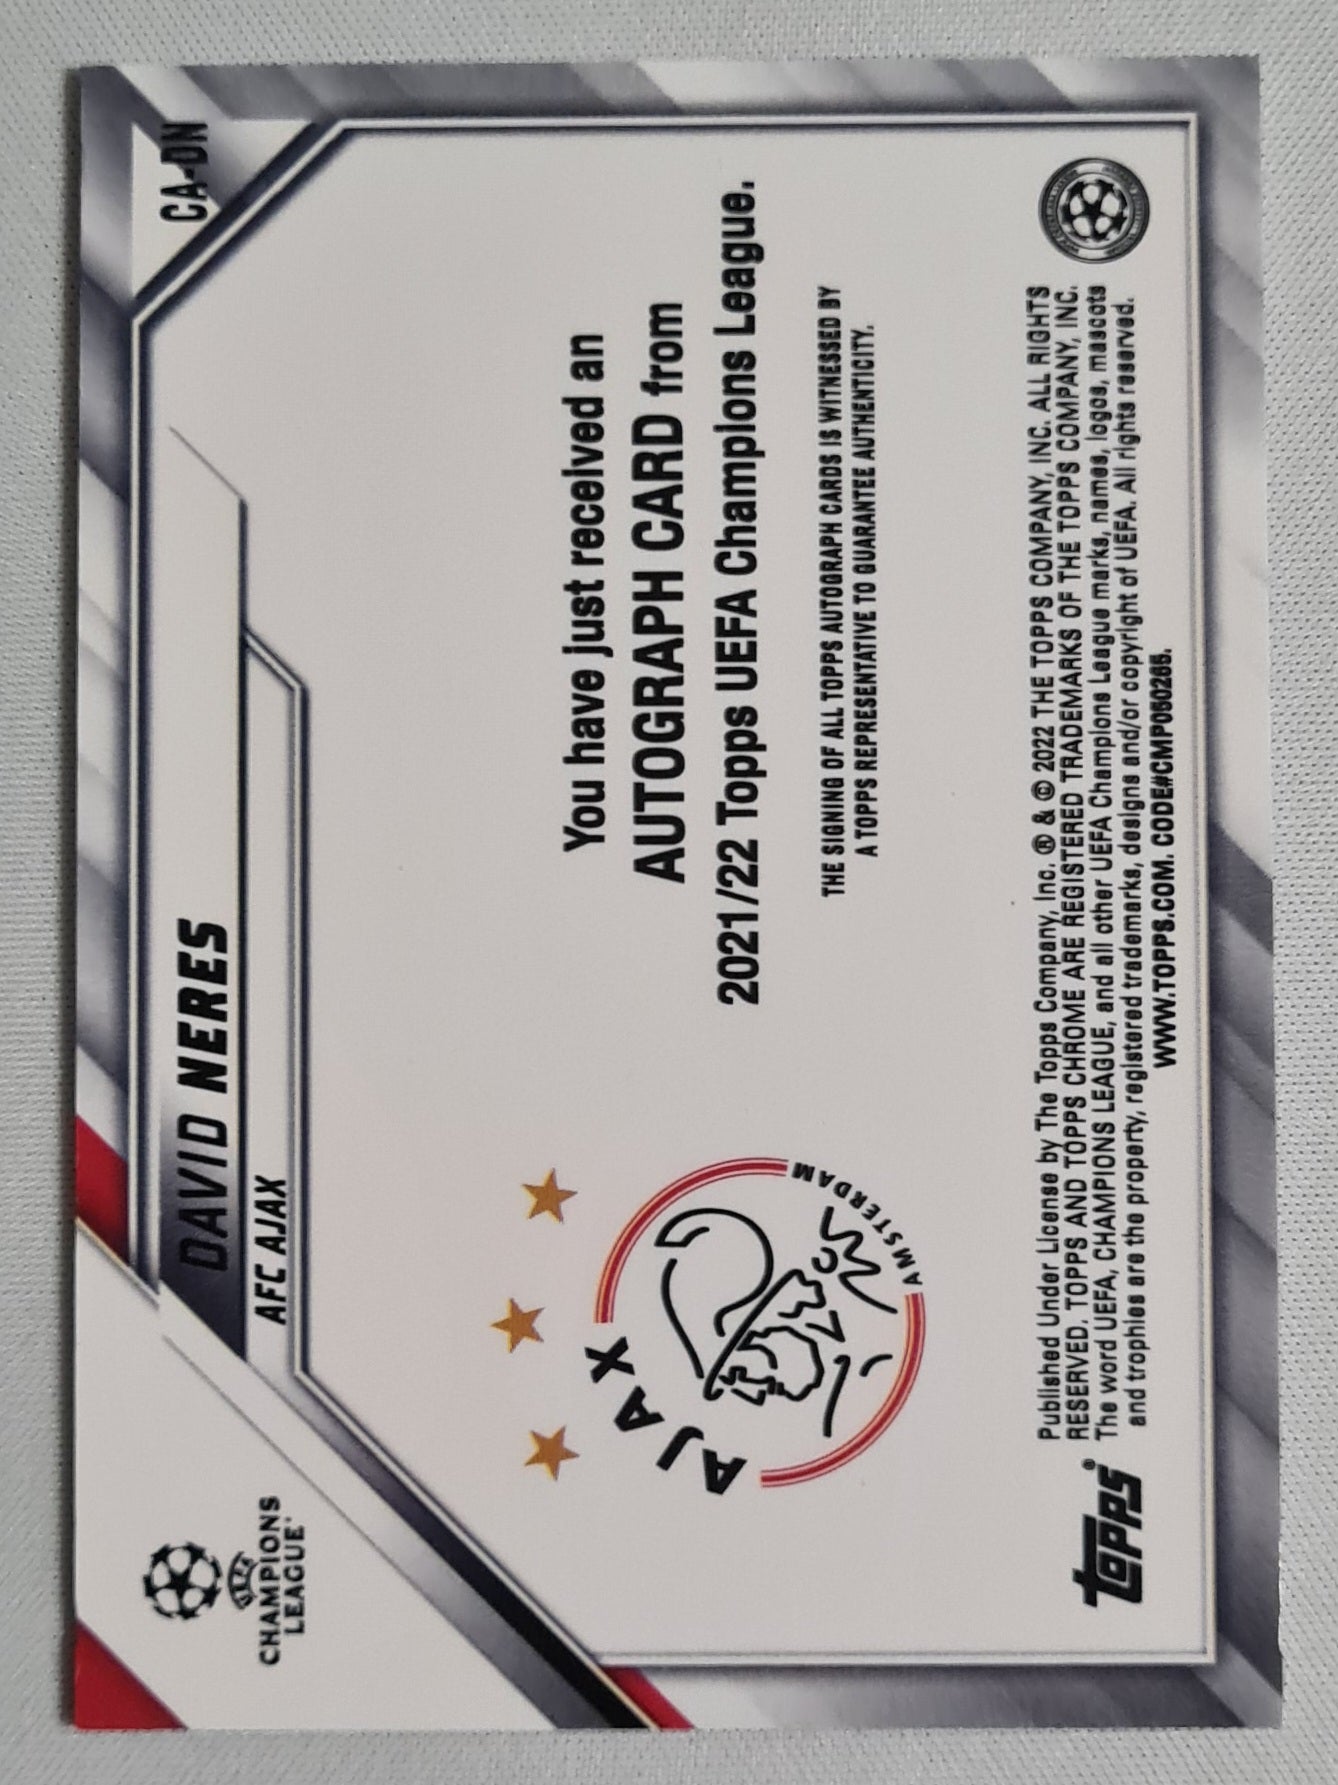 CA-DN
DAVID NERES
AFC AJAX
UEFA
CHAMPIONS
LEAGUE
You have just received an
AUTOGRAPH CARD from
2021/22 Topps UEFA Champions League.
THE SIGNING OF ALL TOPPS AUTOGRAPH CARDS IS WITNESSED BY
A TOPPS REPRESENTATIVE TO GUARANTEE AUTHENTICITY.
AJAX
AMSTERDAM
TOPPS®
Published Under License by The Topps Company, Inc. ® & © 2022 THE TOPPS COMPANY, INC. ALL RIGHTS
RESERVED. TOPPS AND TOPPS CHROME ARE REGISTERED TRADEMARKS OF THE TOPPS COMPANY, INC.
The word UEFA, CHAMPIONS LEAGUE, and all other UEFA Champions League marks, names, logos, mascots
and trophies are the property, registered trademarks, designs and/or copyright of UEFA. All rights reserved.
WWW.TOPPS.COM. CODE#CMP050265.